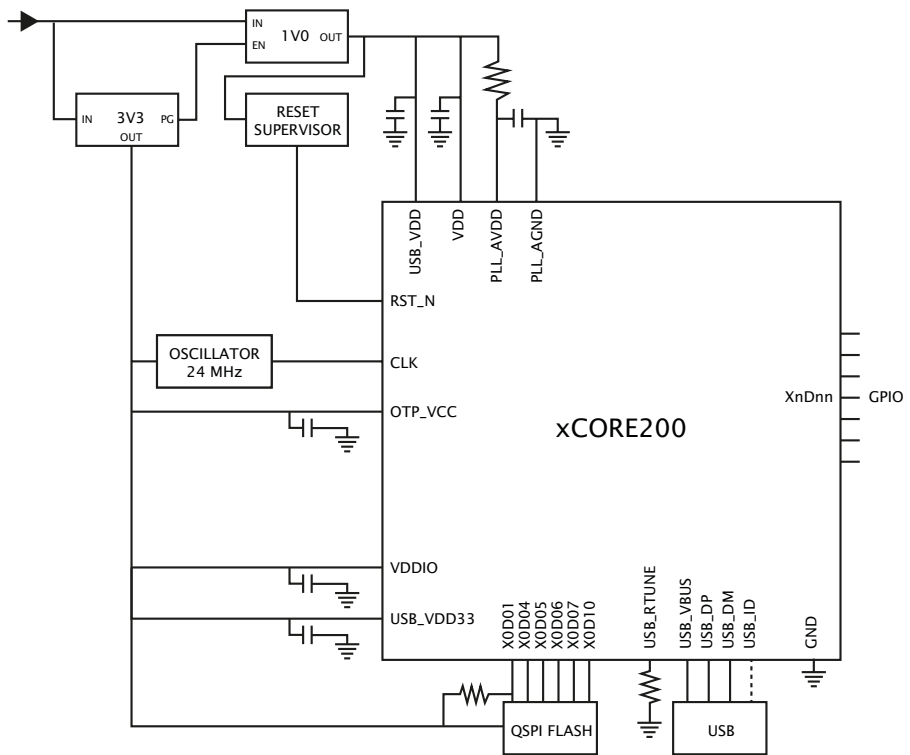 IN
1V0
OUT
EN
IN
3V3
PG
OUT
RESET
SUPERVISOR
USB_VDD
VDD
PLL_AVDD
PLL_AGND
RST_N
OSCILLATOR
24 MHz
CLK
XnDnn
GPIO
OTP_VCC
xCORE200
VDDIO
USB_VDD33
X0D01
X0D04
X0D05
X0D06
X0D07
X0D10
USB_RTUNE
USB_VBUS
USB_DP
USB_DM
USB_ID
GND
QSPI FLASH
USB